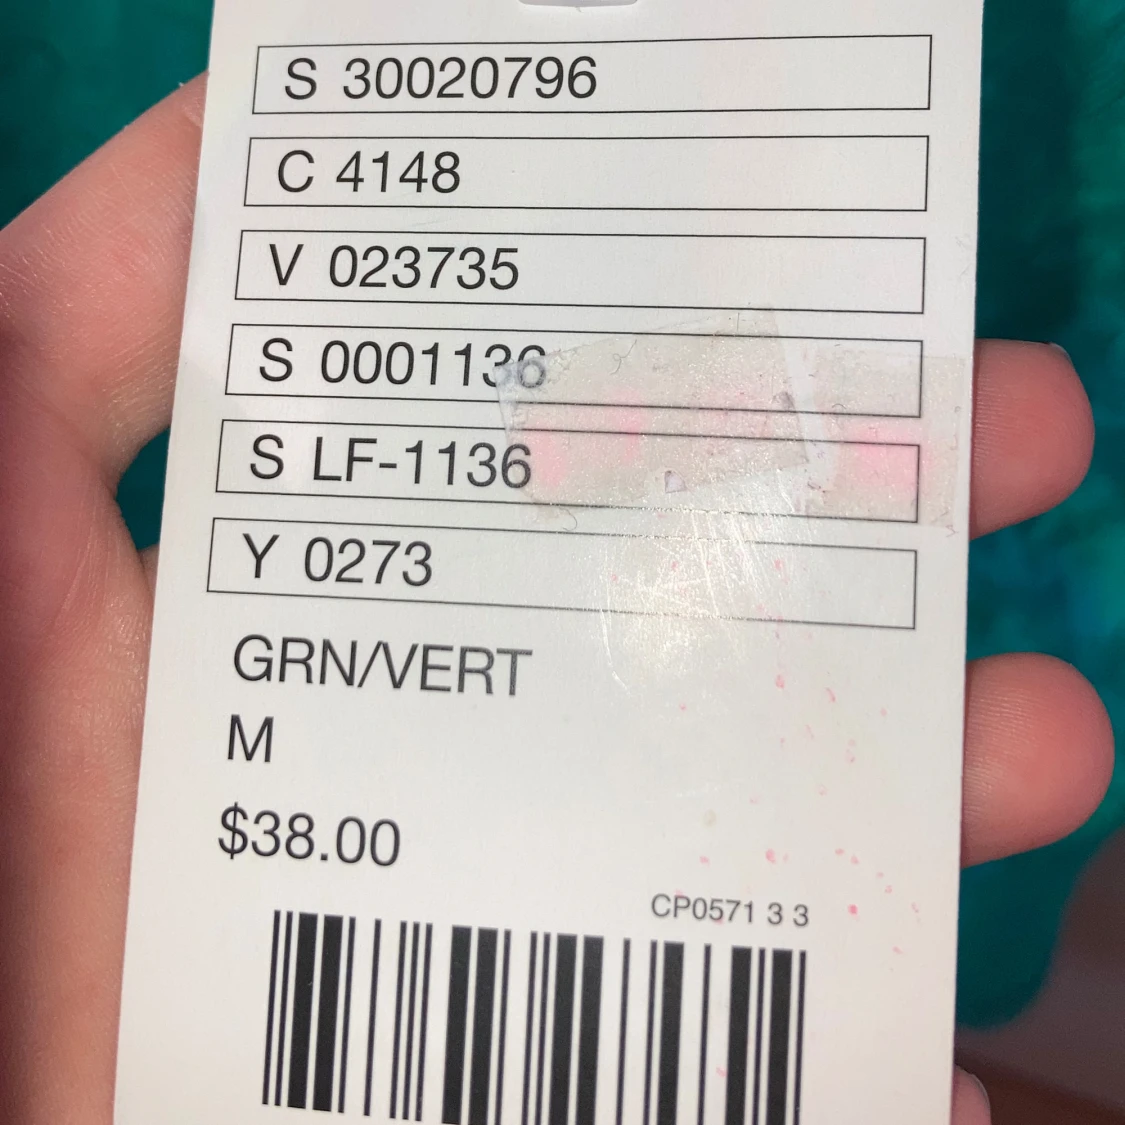 S 30020796
C 4148
V 023735
S 0001136
S LF-1136
Y 0273
GRN/VERT
M
$38.00
CP0571 3 3